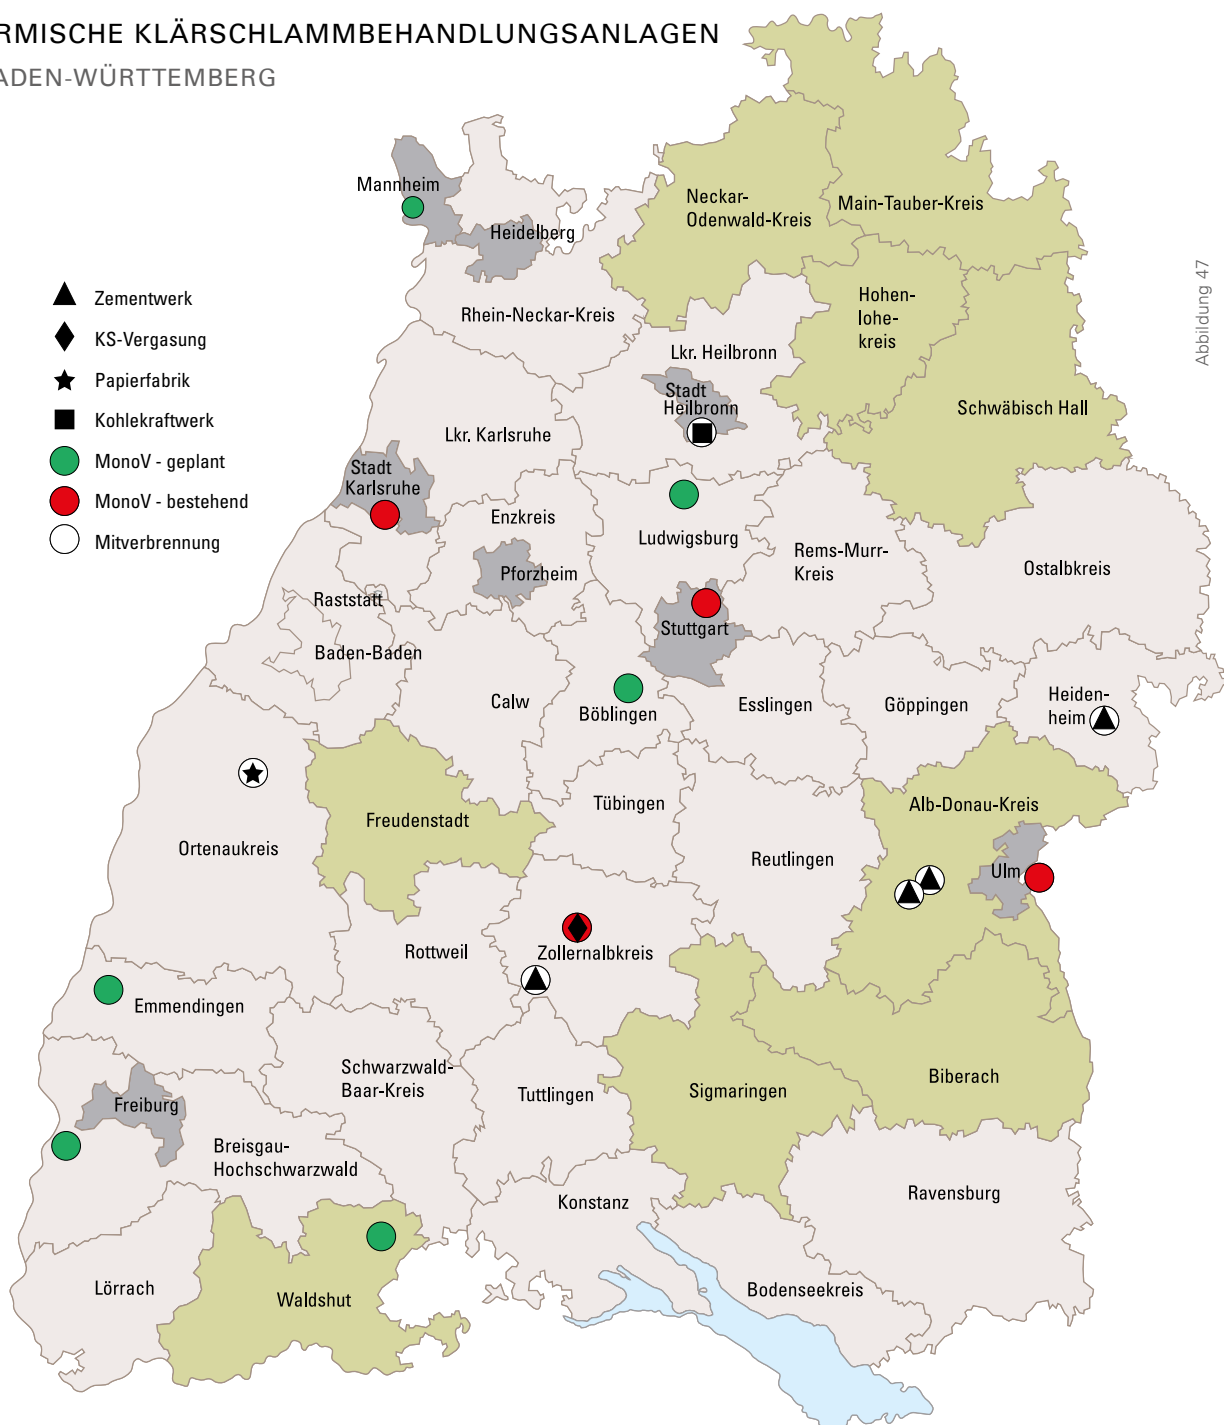 RMISCHE KLÄRSCHLAMMBEHANDLUNGSANLAGEN
ADEN-WÜRTTEMBERG
Abbildung 47
Zementwerk
KS-Vergasung
Papierfabrik
Kohlekraftwerk
MonoV - geplant
MonoV - bestehend
Mitverbrennung
Mannheim
Heidelberg
Neckar-
Odenwald-Kreis
Main-Tauber-Kreis
Rhein-Neckar-Kreis
Hohen-
lohe-
kreis
Lkr. Heilbronn
Stadt
Heilbronn
Schwäbisch Hall
Lkr. Karlsruhe
Stadt
Karlsruhe
Enzkreis
Ludwigsburg
Rems-Murr-
Kreis
Ostalbkreis
Pforzheim
Raststatt
Stuttgart
Baden-Baden
Calw
Böblingen
Esslingen
Göppingen
Heiden-
heim
Freudenstadt
Tübingen
Alb-Donau-Kreis
Ortenaukreis
Reutlingen
Ulm
Rottweil
Zollernalbkreis
Emmendingen
Schwarzwald-
Baar-Kreis
Tuttlingen
Sigmaringen
Biberach
Freiburg
Breisgau-
Hochschwarzwald
Konstanz
Ravensburg
Lörrach
Waldshut
Bodenseekreis